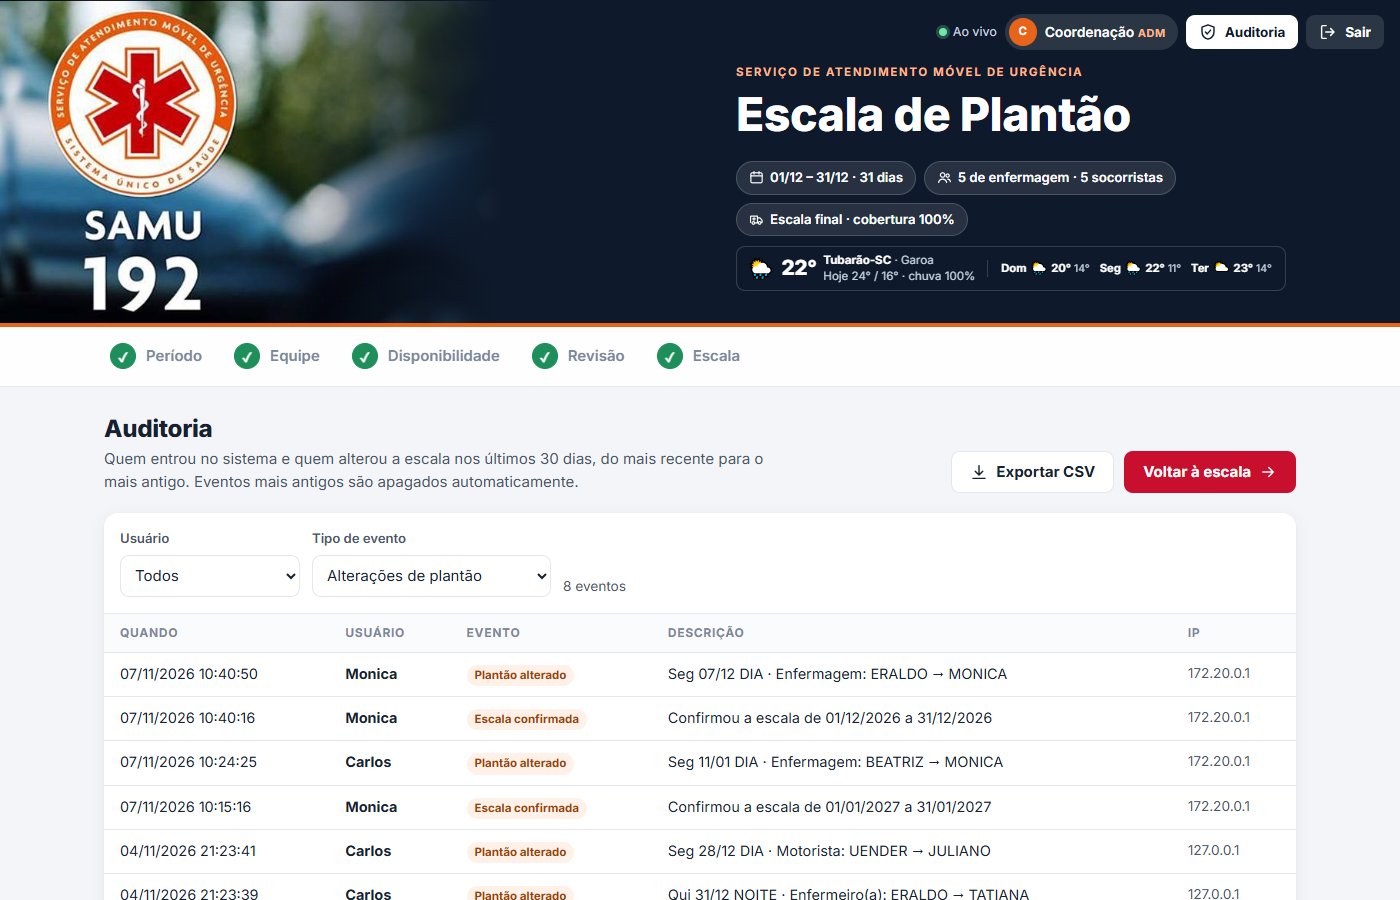 SERVIÇO DE ATENDIMENTO MÓVEL DE URGÊNCIA
SISTEMA ÚNICO DE SAÚDE
SAMU
192
Ao vivo
C
Coordenação ADM
Auditoria
Sair
SERVIÇO DE ATENDIMENTO MÓVEL DE URGÊNCIA
Escala de Plantão
01/12 – 31/12 · 31 dias
5 de enfermagem · 5 socorristas
Escala final · cobertura 100%
22° Tubarão-SC · Garoa
Hoje 24° / 16° · chuva 100%
Dom 20° 14° Seg 22° 11° Ter 23° 14°
Período
Equipe
Disponibilidade
Revisão
Escala
Auditoria
Quem entrou no sistema e quem alterou a escala nos últimos 30 dias, do mais recente para o
mais antigo. Eventos mais antigos são apagados automaticamente.
Exportar CSV
Voltar à escala →
Usuário
Todos
Tipo de evento
Alterações de plantão
8 eventos
QUANDO USUÁRIO EVENTO DESCRIÇÃO IP
07/11/2026 10:40:50 Monica Plantão alterado Seg 07/12 DIA · Enfermagem: ERALDO → MONICA 172.20.0.1
07/11/2026 10:40:16 Monica Escala confirmada Confirmou a escala de 01/12/2026 a 31/12/2026 172.20.0.1
07/11/2026 10:24:25 Carlos Plantão alterado Seg 11/01 DIA · Enfermagem: BEATRIZ → MONICA 172.20.0.1
07/11/2026 10:15:16 Monica Escala confirmada Confirmou a escala de 01/01/2027 a 31/01/2027 172.20.0.1
04/11/2026 21:23:41 Carlos Plantão alterado Seg 28/12 DIA · Motorista: UENDER → JULIANO 127.0.0.1
04/11/2026 21:23:39 Carlos Plantão alterado Qui 31/12 NOITE · Enfermeiro(a): ERALDO → TATIANA 127.0.0.1